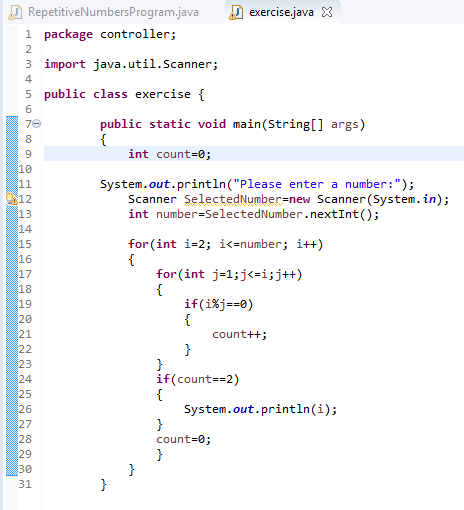 RepetitiveNumbersProgram.java exercise.java
1 package controller;
2
3 import java.util.Scanner;
4
5 public class exercise {
6
7 public static void main(String[] args)
8 {
9 int count=0;
10
11 System.out.println("Please enter a number:");
12 Scanner SelectedNumber=new Scanner(System.in);
13 int number=SelectedNumber.nextInt();
14
15 for(int i=2; i<=number; i++)
16 {
17 for(int j=1;j<=i;j++)
18 {
19 if(i%j==0)
20 {
21 count++;
22 }
23 }
24 if(count==2)
25 {
26 System.out.println(i);
27 }
28 count=0;
29 }
30 }
31 }